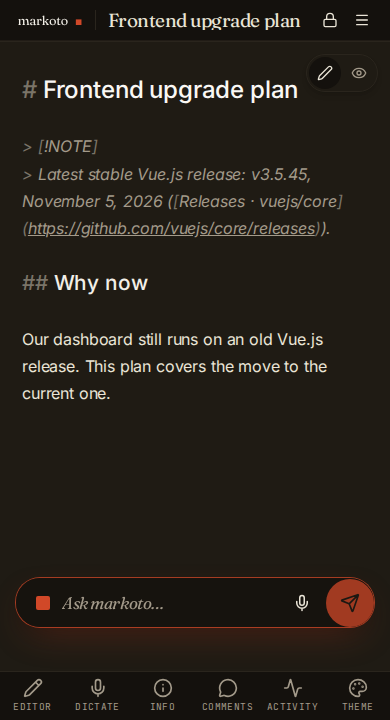 markoto
Frontend upgrade plan
# Frontend upgrade plan
> [!NOTE]
> Latest stable Vue.js release: v3.5.45,
November 5, 2026 ([Releases · vuejs/core]
(https://github.com/vuejs/core/releases)).
## Why now
Our dashboard still runs on an old Vue.js
release. This plan covers the move to the
current one.
Ask markoto...
EDITOR DICTATE INFO COMMENTS ACTIVITY THEME